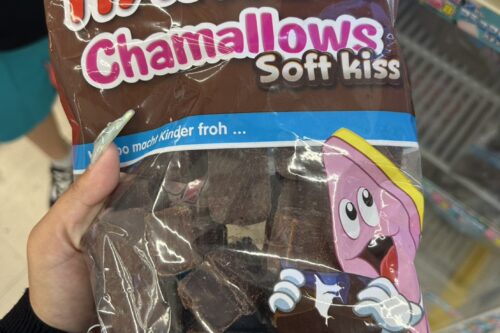 Chamallows
Soft kiss
macht Kinder froh ...